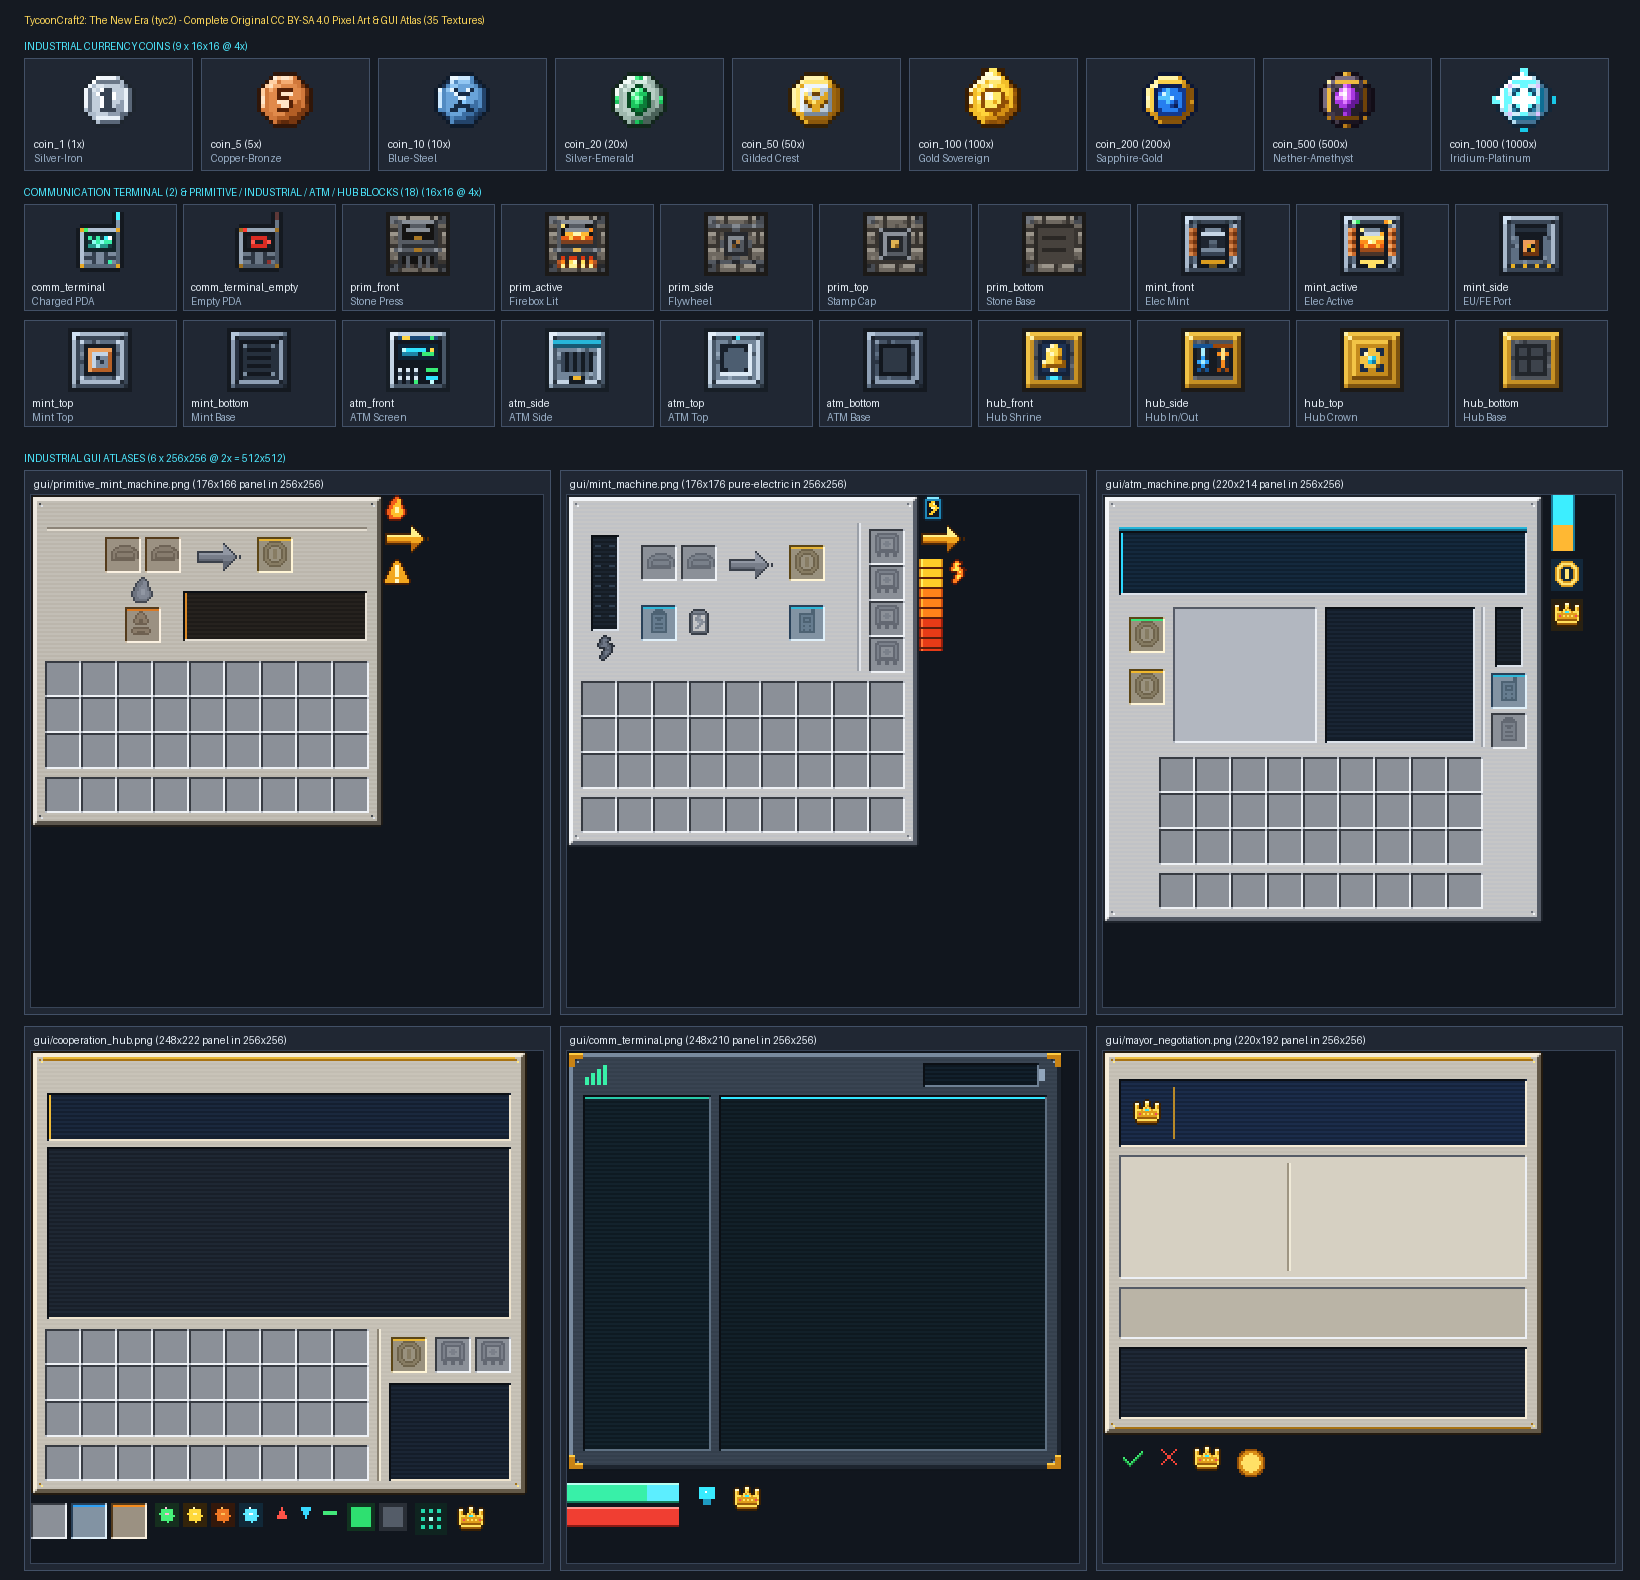 TycoonCraft2: The New Era (tyc2) - Complete Original CC BY-SA 4.0 Pixel Art & GUI Atlas (35 Textures)
INDUSTRIAL CURRENCY COINS (9 x 16x16 @ 4x)
1
5
coin_1 (1x)
Silver-Iron
coin_5 (5x)
Copper-Bronze
coin_10 (10x)
Blue-Steel
coin_20 (20x)
Silver-Emerald
coin_50 (50x)
Gilded Crest
coin_100 (100x)
Gold Sovereign
coin_200 (200x)
Sapphire-Gold
coin_500 (500x)
Nether-Amethyst
coin_1000 (1000x)
Iridium-Platinum
COMMUNICATION TERMINAL (2) & PRIMITIVE / INDUSTRIAL / ATM / HUB BLOCKS (18) (16x16 @ 4x)
comm_terminal
Charged PDA
comm_terminal_empty
Empty PDA
prim_front
Stone Press
prim_active
Firebox Lit
prim_side
Flywheel
prim_top
Stamp Cap
prim_bottom
Stone Base
mint_front
Elec Mint
mint_active
Elec Active
mint_side
EU/FE Port
mint_top
Mint Top
mint_bottom
Mint Base
atm_front
ATM Screen
atm_side
ATM Side
atm_top
ATM Top
atm_bottom
ATM Base
hub_front
Hub Shrine
hub_side
Hub In/Out
hub_top
Hub Crown
hub_bottom
Hub Base
INDUSTRIAL GUI ATLASES (6 x 256x256 @ 2x = 512x512)
gui/primitive_mint_machine.png (176x166 panel in 256x256)
gui/mint_machine.png (176x176 pure-electric in 256x256)
gui/atm_machine.png (220x214 panel in 256x256)
gui/cooperation_hub.png (248x222 panel in 256x256)
gui/comm_terminal.png (248x210 panel in 256x256)
gui/mayor_negotiation.png (220x192 panel in 256x256)